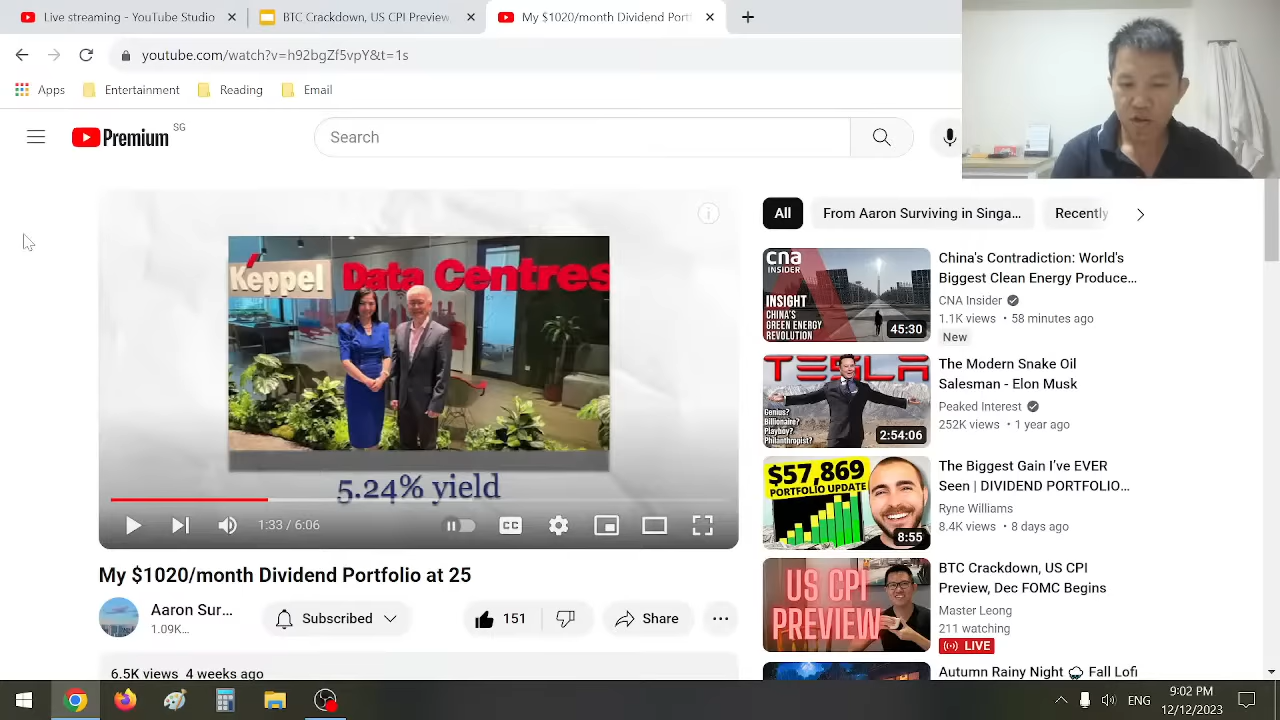 Live streaming - YouTube Studio
BTC Crackdown, US CPI Preview,
My $1020/month Dividend Port
youtube.com/watch?v=h92bgZf5vpY&t=1s
Apps
Entertainment
Reading
Email
Premium SG
Search
All
From Aaron Surviving in Singa...
Recently
Keppel Data Centres
5.24% yield
1:33 / 6:06
CC
My $1020/month Dividend Portfolio at 25
Aaron Sur...
1.09K...
Subscribed
151
Share
6.5K views 4 weeks ago
cna
INSIDER
INSIGHT
CHINA'S
GREEN ENERGY
REVOLUTION
45:30
China's Contradiction: World's
Biggest Clean Energy Produce...
CNA Insider
1.1K views • 58 minutes ago
New
TESLA
Genius?
Billionaire?
Playboy?
Philanthropist?
2:54:06
The Modern Snake Oil
Salesman - Elon Musk
Peaked Interest
252K views • 1 year ago
$57,869
PORTFOLIO UPDATE
8:55
The Biggest Gain I've EVER
Seen | DIVIDEND PORTFOLIO...
Ryne Williams
8.4K views • 8 days ago
US CPI
PREVIEW
BTC Crackdown, US CPI
Preview, Dec FOMC Begins
Master Leong
211 watching
LIVE
Autumn Rainy Night 🌧 Fall Lofi
ENG
9:02 PM
12/12/2023